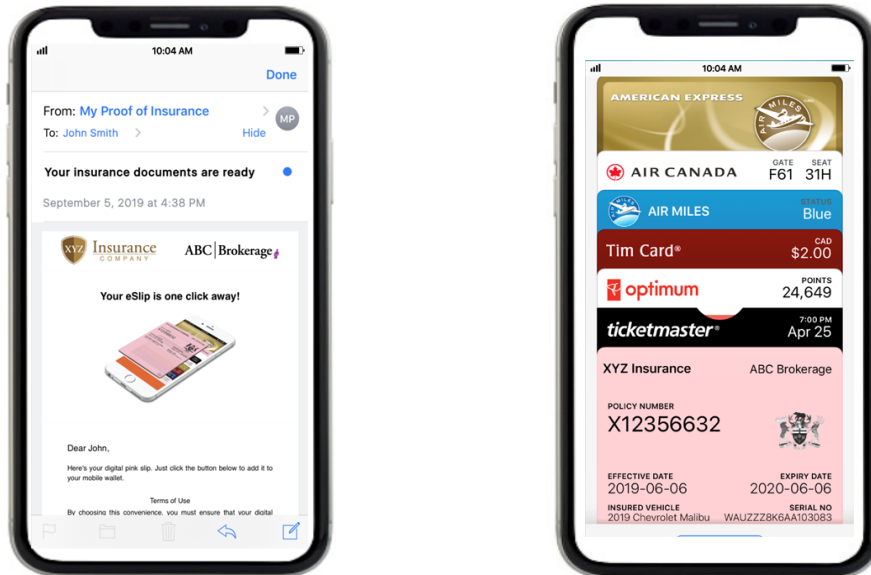 10:04 AM
Done
From: My Proof of Insurance
MP
To: John Smith
Hide
Your insurance documents are ready
September 5, 2019 at 4:38 PM
XYZ Insurance COMPANY
ABC Brokerage
Your eSlip is one click away!
Dear John,
Here's your digital pink slip. Just click the button below to add it to
your mobile wallet.
Terms of Use
By choosing this convenience, you must ensure that your digital
10:04 AM
AMERICAN EXPRESS
AIR MILES
AIR CANADA
GATE SEAT
F61 31H
AIR MILES
STATUS
Blue
Tim Card®
CAD
$2.00
optimum
POINTS
24,649
ticketmaster®
7:00 PM
Apr 25
XYZ Insurance ABC Brokerage
POLICY NUMBER
X12356632
EFFECTIVE DATE EXPIRY DATE
2019-06-06 2020-06-06
INSURED VEHICLE SERIAL NO
2019 Chevrolet Malibu WAUZZZ8K6AA103083